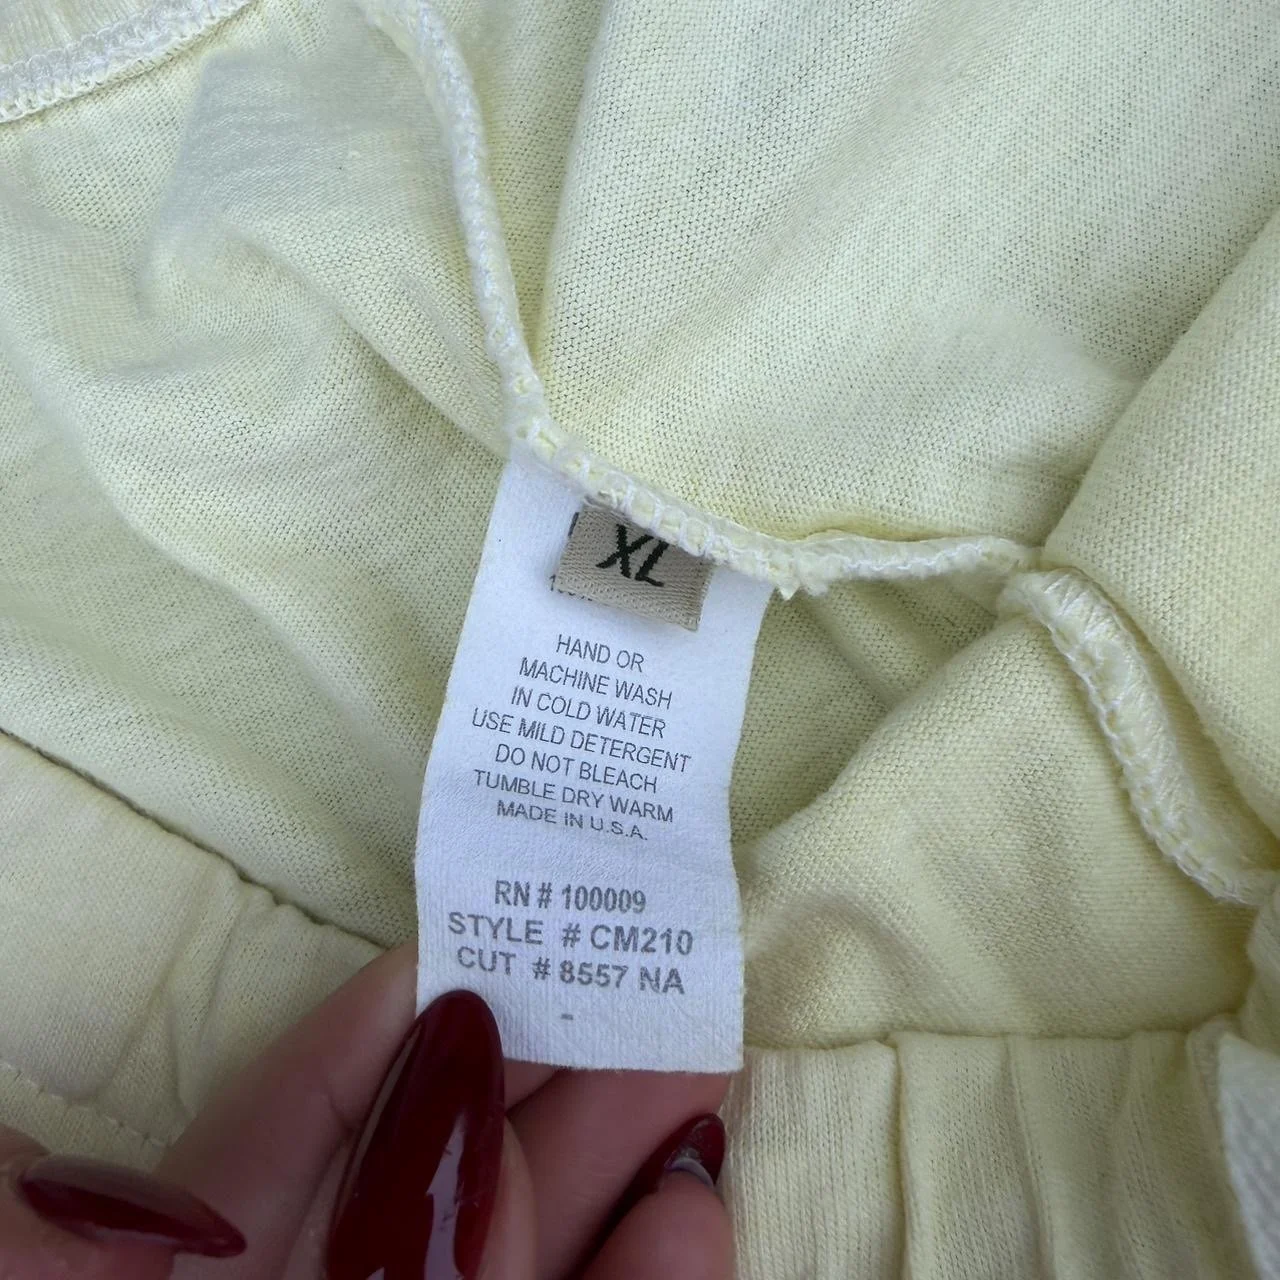 XL
HAND OR
MACHINE WASH
IN COLD WATER
USE MILD DETERGENT
DO NOT BLEACH
TUMBLE DRY WARM
MADE IN U.S.A.
RN # 100009
STYLE # CM210
CUT # 8557 NA
-